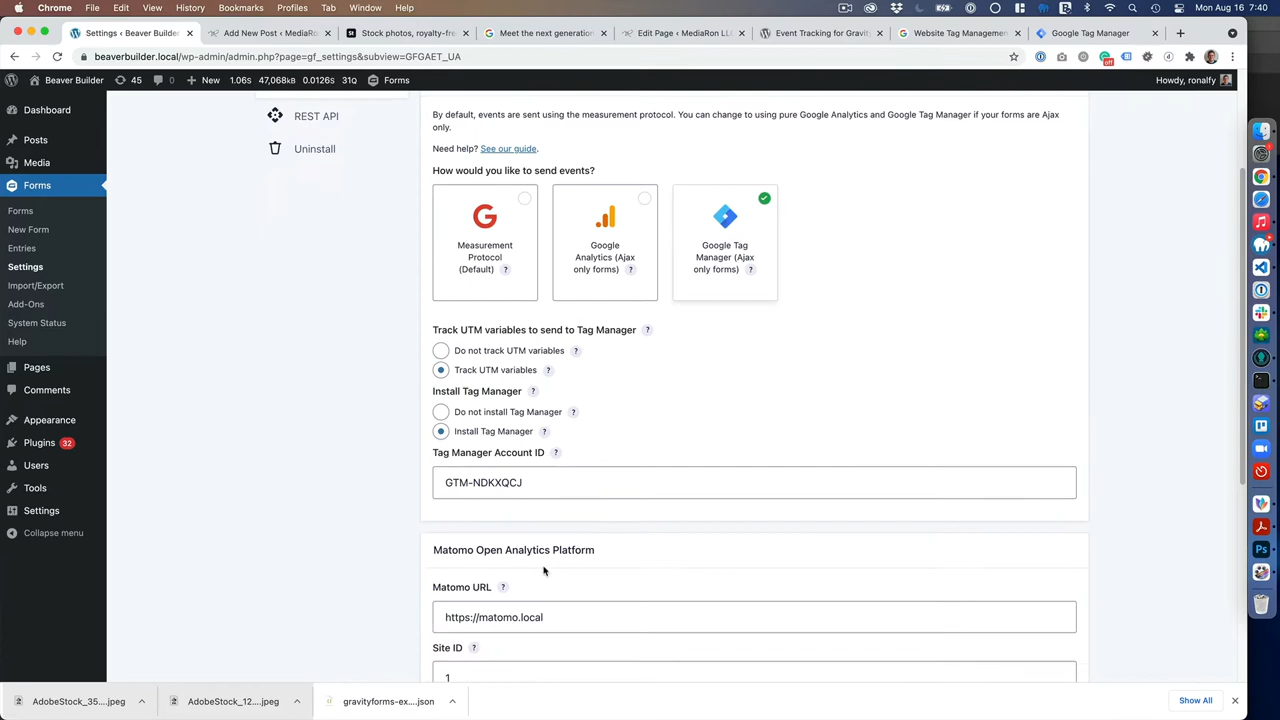 Chrome File Edit View History Bookmarks Profiles Tab Window Help
Wed Aug 11 7:40
Settings ‹ Beaver Builder
Add New Post ‹ MediaRon
Stock photos, royalty-fre
Meet the next generation
Edit Page ‹ MediaRon LL
Event Tracking for Gravit
Website Tag Managemen
Google Tag Manager
beaverbuilder.local/wp-admin/admin.php?page=gf_settings&subview=GFGAET_UA
off
Beaver Builder 45 0 New 1.06s 47,068kB 0.0126s 31Q Forms
Howdy, ronalfy
Dashboard
Posts
Media
Forms
Forms
New Form
Entries
Settings
Import/Export
Add-Ons
System Status
Help
Pages
Comments
Appearance
Plugins 32
Users
Tools
Settings
Collapse menu
REST API
Uninstall
By default, events are sent using the measurement protocol. You can change to using pure Google Analytics and Google Tag Manager if your forms are Ajax
only.
Need help? See our guide.
How would you like to send events?
Measurement
Protocol
(Default) ?
Google
Analytics (Ajax
only forms) ?
Google Tag
Manager (Ajax
only forms) ?
Track UTM variables to send to Tag Manager ?
Do not track UTM variables ?
Track UTM variables ?
Install Tag Manager ?
Do not install Tag Manager ?
Install Tag Manager ?
Tag Manager Account ID ?
GTM-NDKXQCJ
Matomo Open Analytics Platform
Matomo URL ?
https://matomo.local
Site ID ?
1
AdobeStock_35....jpeg
AdobeStock_12....jpeg
gravityforms-ex....json
Show All